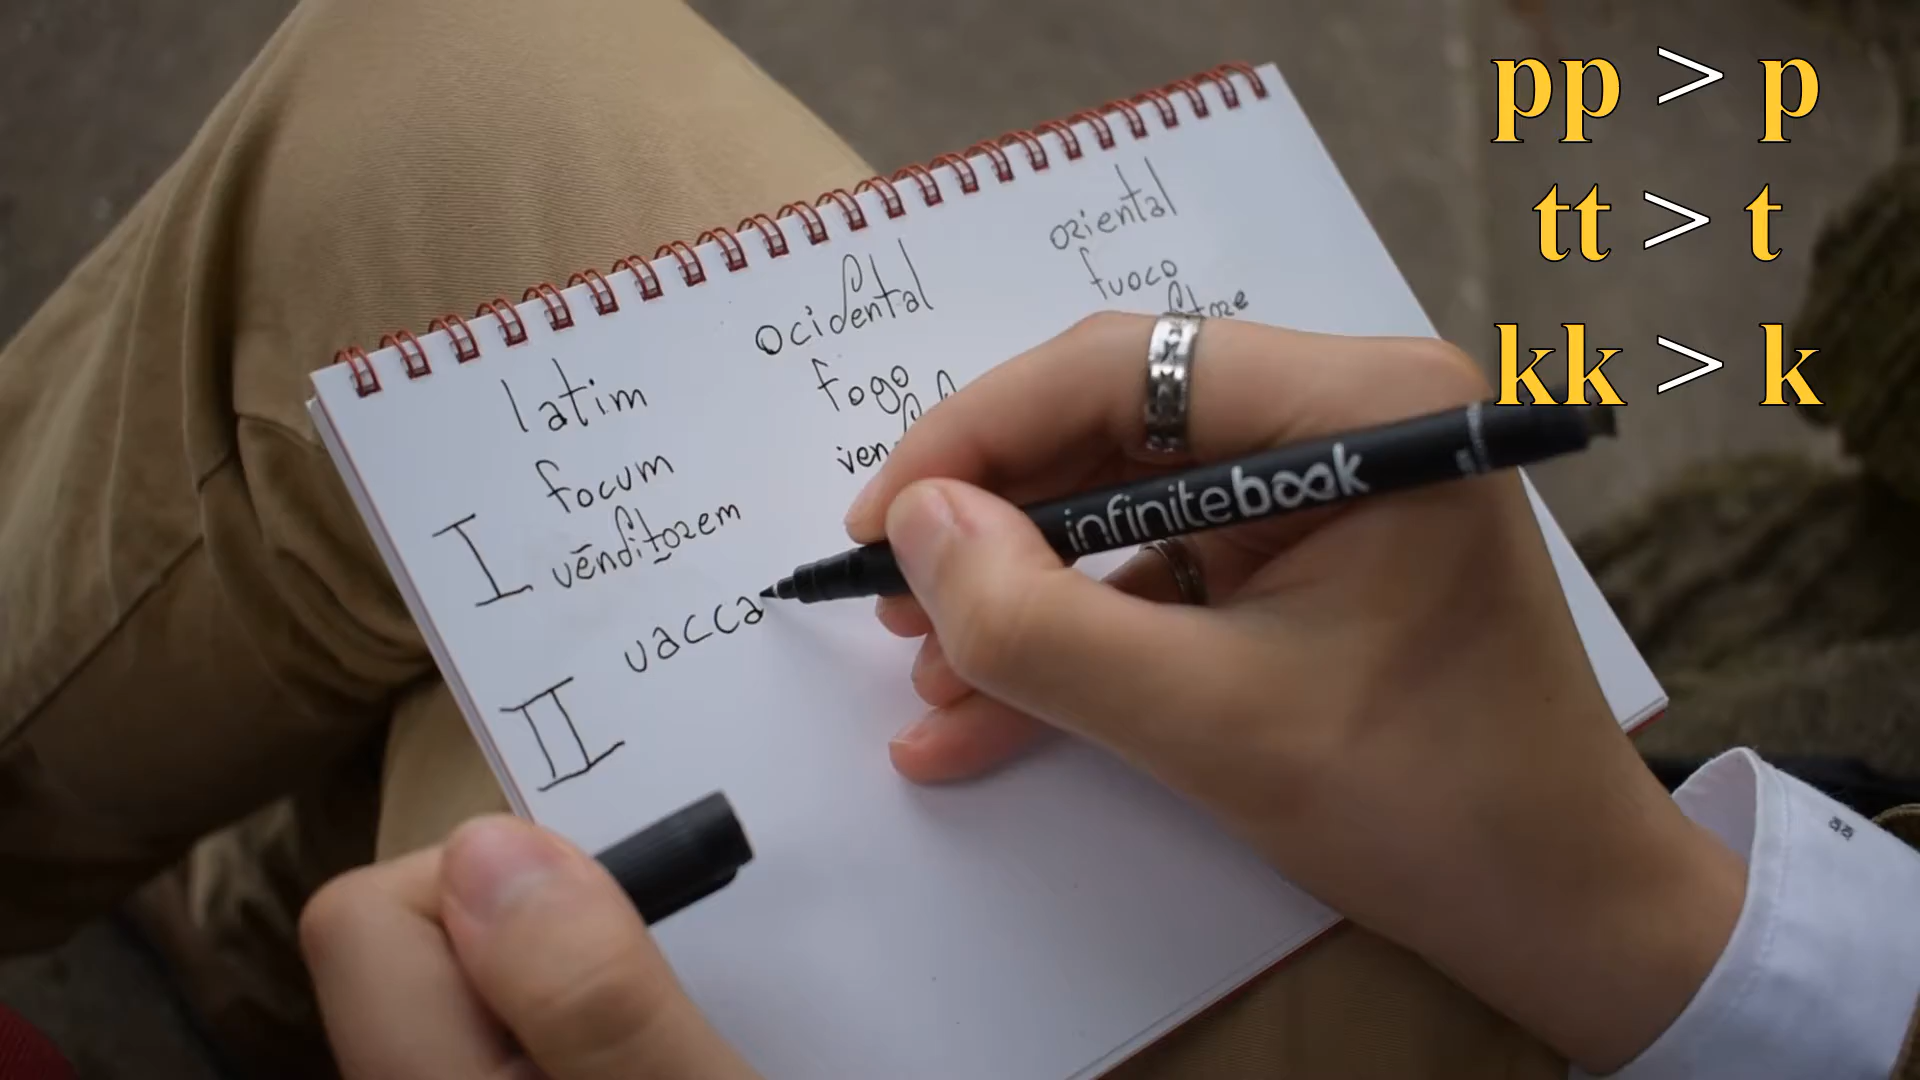 pp > p
tt > t
kk > k
latim
ocidental
oriental
focum
fogo
fuoco
vēnditorem
vacca
I
II
infinitebook